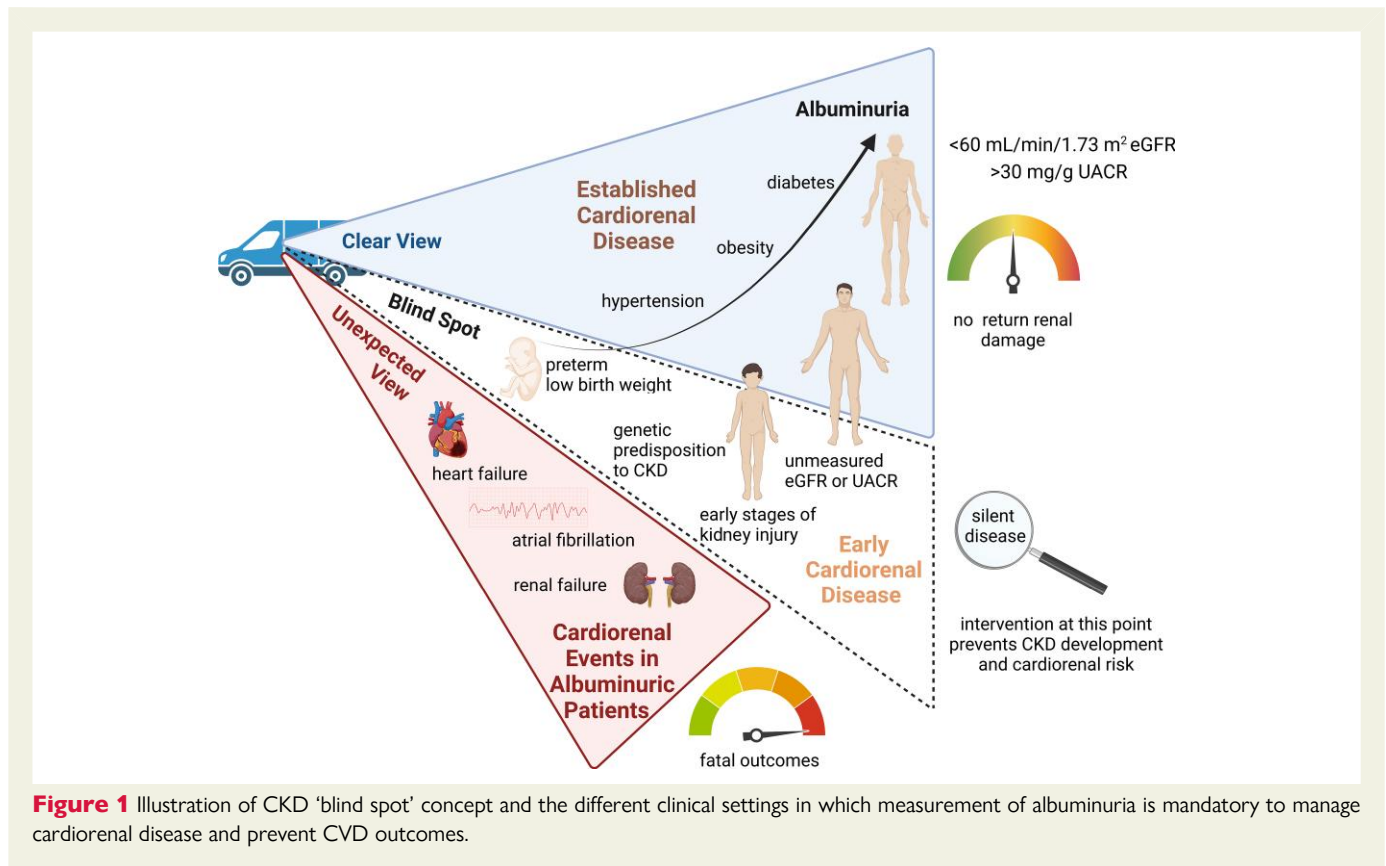 Albuminuria
<60 mL/min/1.73 m² eGFR
>30 mg/g UACR
diabetes
Established
Cardiorenal
Disease
Clear View
obesity
hypertension
no return renal
damage
Blind Spot
preterm
low birth weight
Unexpected
View
genetic
predisposition
to CKD
unmeasured
eGFR or UACR
early stages of
kidney injury
Early
Cardiorenal
Disease
silent
disease
intervention at this point
prevents CKD development
and cardiorenal risk
heart failure
atrial fibrillation
renal failure
Cardiorenal
Events in
Albuminuric
Patients
fatal outcomes
Figure 1 Illustration of CKD ‘blind spot’ concept and the different clinical settings in which measurement of albuminuria is mandatory to manage
cardiorenal disease and prevent CVD outcomes.